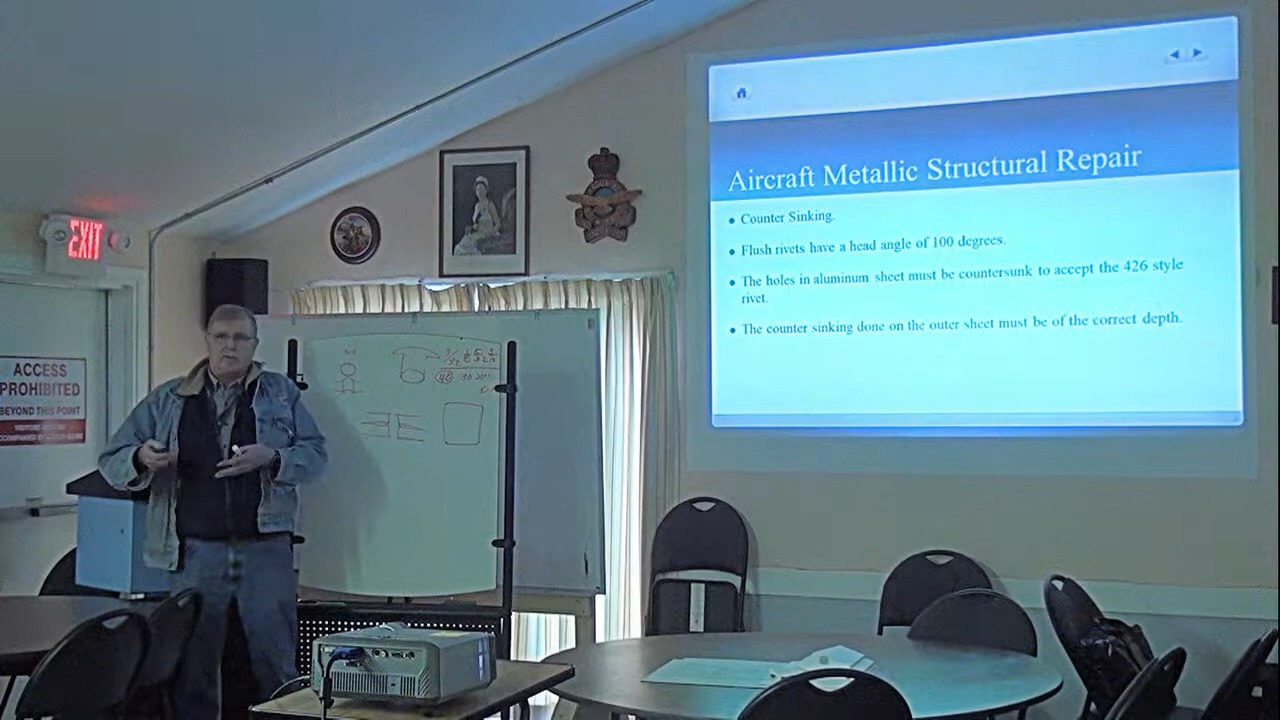 EXIT
ACCESS
PROHIBITED
BEYOND THIS POINT
Aircraft Metallic Structural Repair
Counter Sinking.
Flush rivets have a head angle of 100 degrees.
The holes in aluminum sheet must be countersunk to accept the 426 style
rivet.
The counter sinking done on the outer sheet must be of the correct depth.